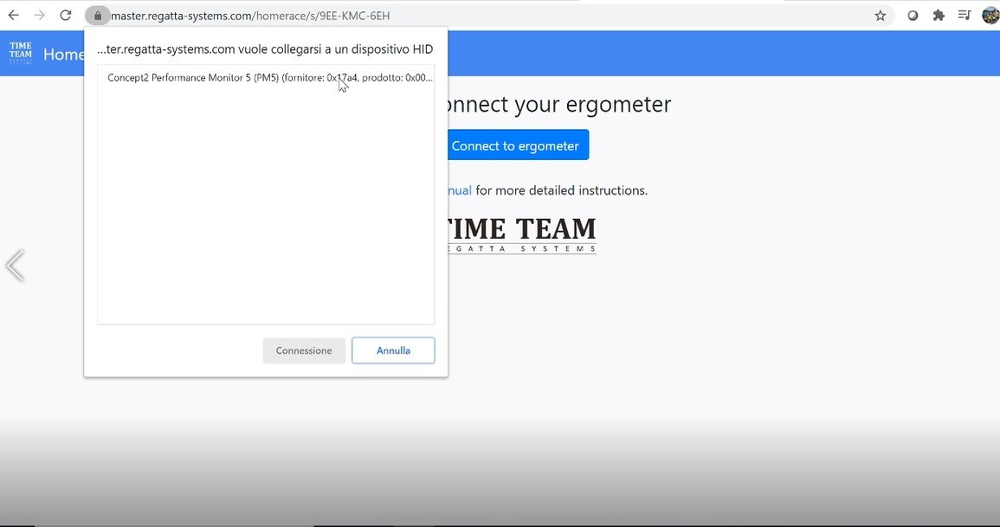 master.regatta-systems.com/homerace/s/9EE-KMC-6EH
TIME
TEAM
Home
...ter.regatta-systems.com vuole collegarsi a un dispositivo HID
Concept2 Performance Monitor 5 (PM5) (fornitore: 0x17a4, prodotto: 0x00...
Connessione
Annulla
onnect your ergometer
Connect to ergometer
nual for more detailed instructions.
TIME TEAM
EGATTA SYSTEMS